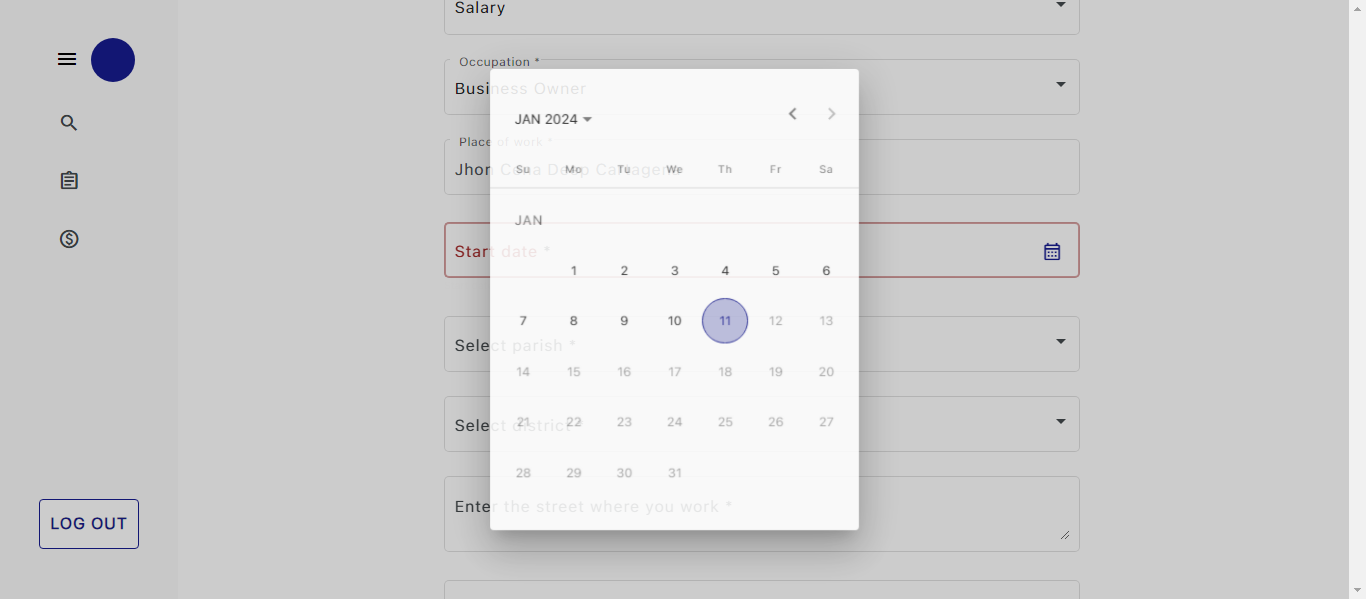 Salary
Occupation *
Business Owner
JAN 2024
Place of work *
Jhon Cena Deep Cartagena
Su Mo Tu We Th Fr Sa
JAN
Start date *
1 2 3 4 5 6
7 8 9 10 11 12 13
Select parish *
14 15 16 17 18 19 20
21 22 23 24 25 26 27
Select district *
28 29 30 31
Enter the street where you work *
LOG OUT